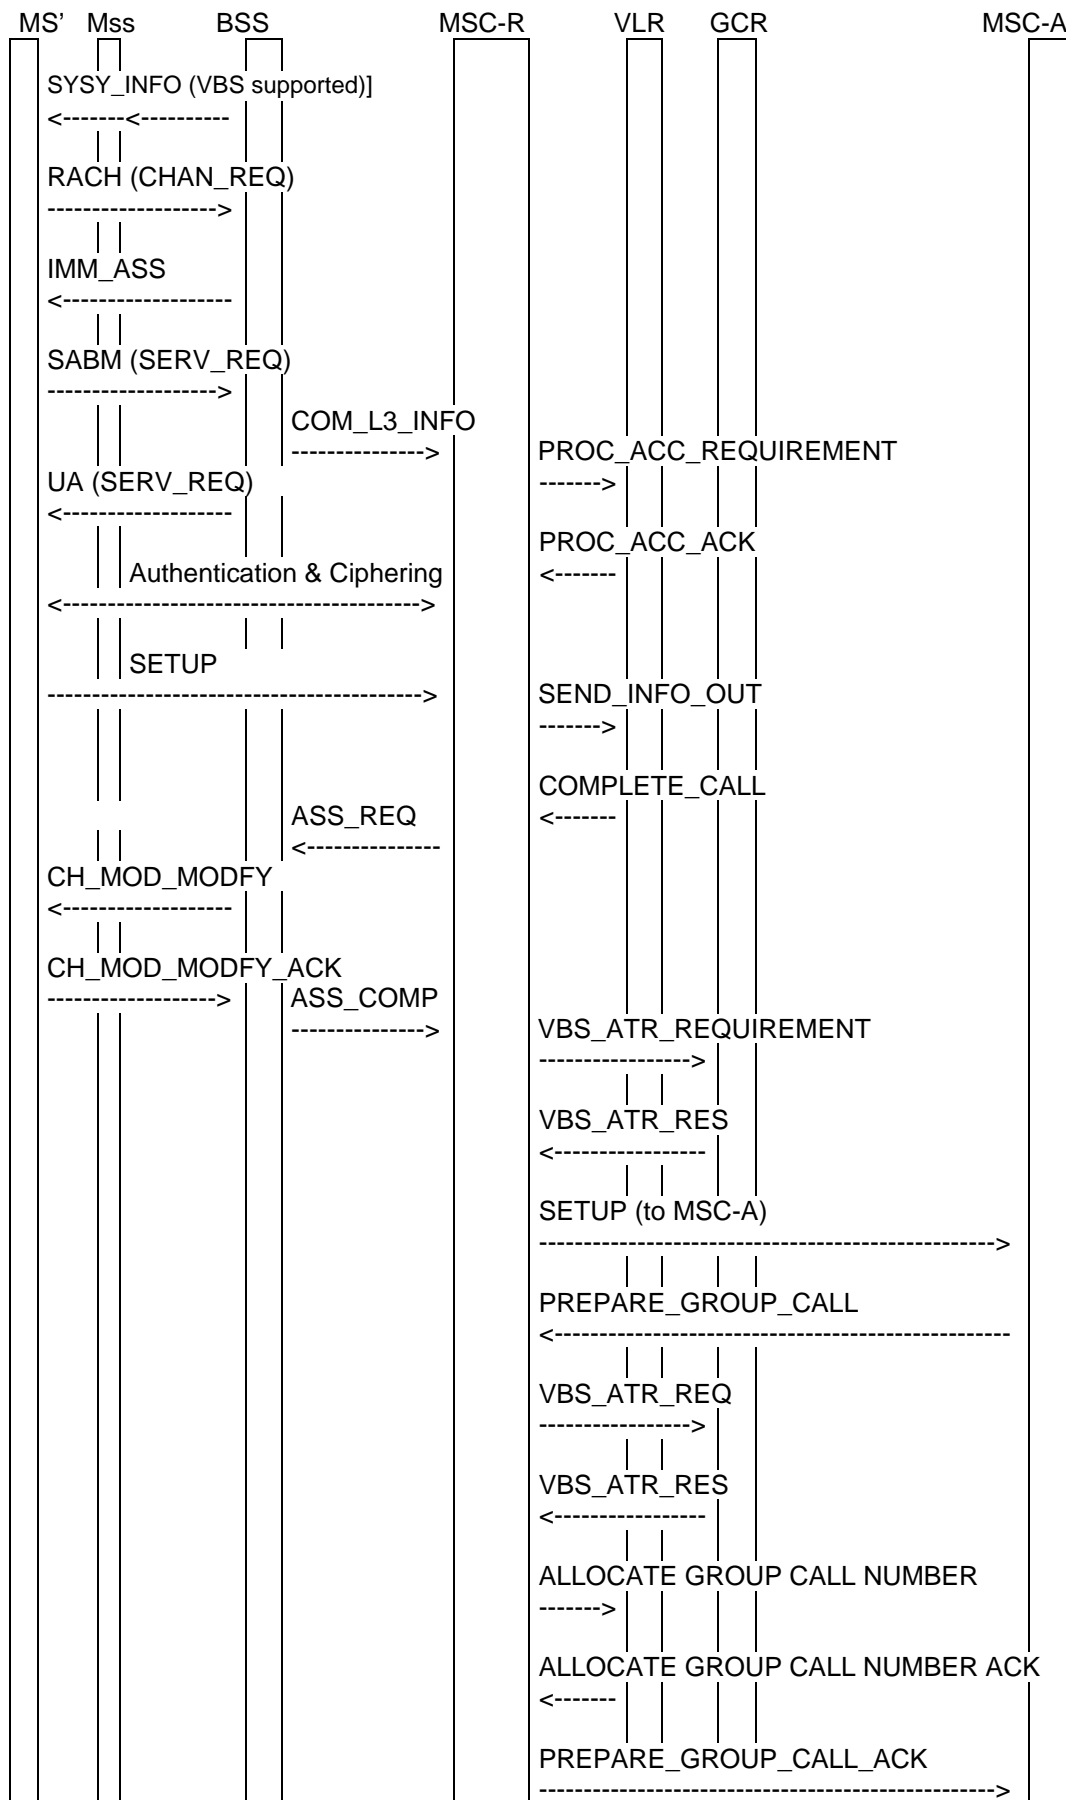 MS’ Mss BSS MSC-R VLR GCR MSC-A
SYSY_INFO (VBS supported)]
<-------<----------
RACH (CHAN_REQ)
------------------->
IMM_ASS
<-------------------
SABM (SERV_REQ)
------------------->
COM_L3_INFO
--------------->
PROC_ACC_REQUIREMENT
------->
UA (SERV_REQ)
<-------------------
PROC_ACC_ACK
<-------
Authentication & Ciphering
<---------------------------------------->
SETUP
------------------------------------------>
SEND_INFO_OUT
------->
COMPLETE_CALL
<-------
ASS_REQ
<---------------
CH_MOD_MODFY
<-------------------
CH_MOD_MODFY_ACK
------------------->
ASS_COMP
--------------->
VBS_ATR_REQUIREMENT
----------------->
VBS_ATR_RES
<-----------------
SETUP (to MSC-A)
--------------------------------------------------->
PREPARE_GROUP_CALL
<---------------------------------------------------
VBS_ATR_REQ
----------------->
VBS_ATR_RES
<-----------------
ALLOCATE GROUP CALL NUMBER
------->
ALLOCATE GROUP CALL NUMBER ACK
<-------
PREPARE_GROUP_CALL_ACK
--------------------------------------------------->